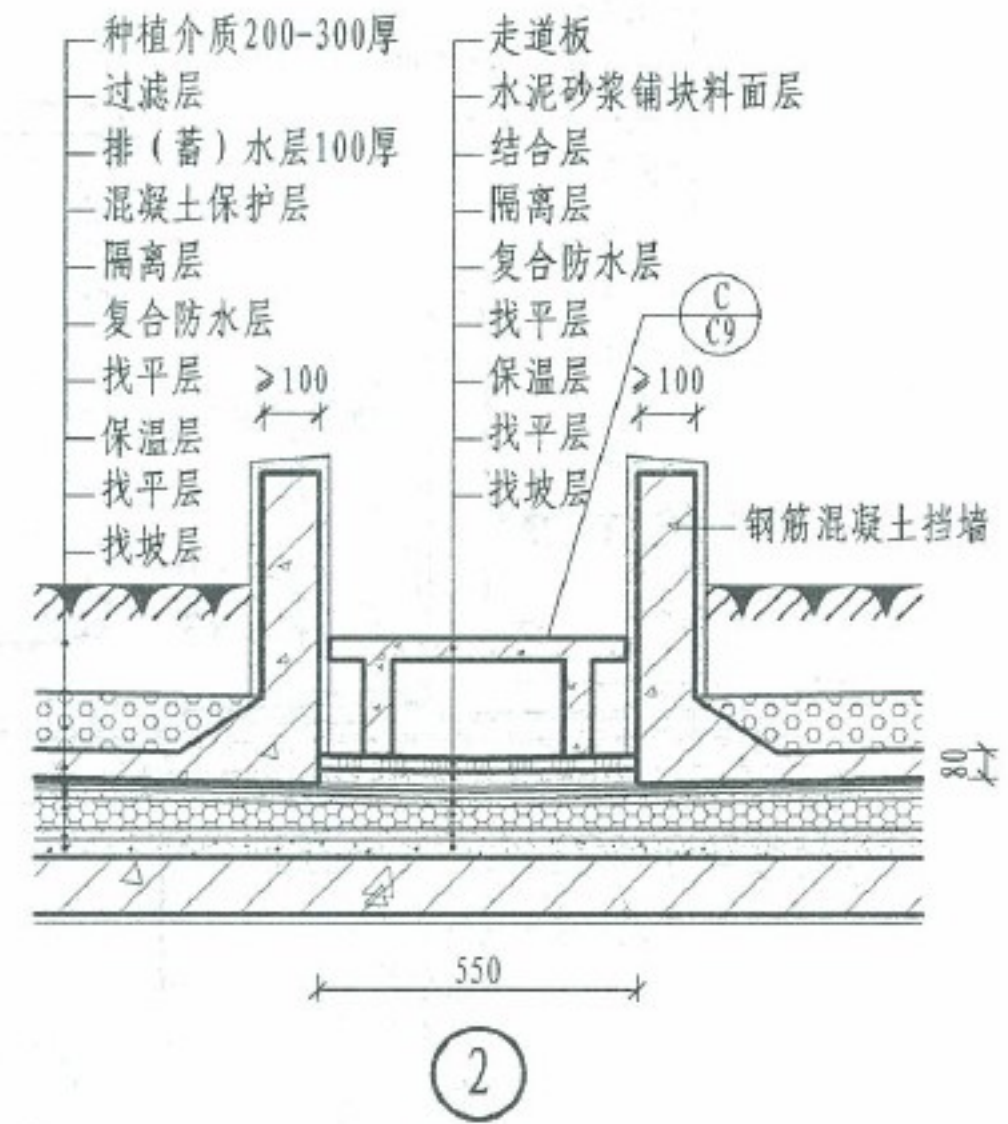 种植介质200-300厚
过滤层
排（蓄）水层100厚
混凝土保护层
隔离层
复合防水层
找平层
保温层
找平层
找坡层
走道板
水泥砂浆铺块料面层
结合层
隔离层
复合防水层
找平层
保温层
找平层
找坡层
⩾100
⩾100
C
C9
钢筋混凝土挡墙
80
550
2